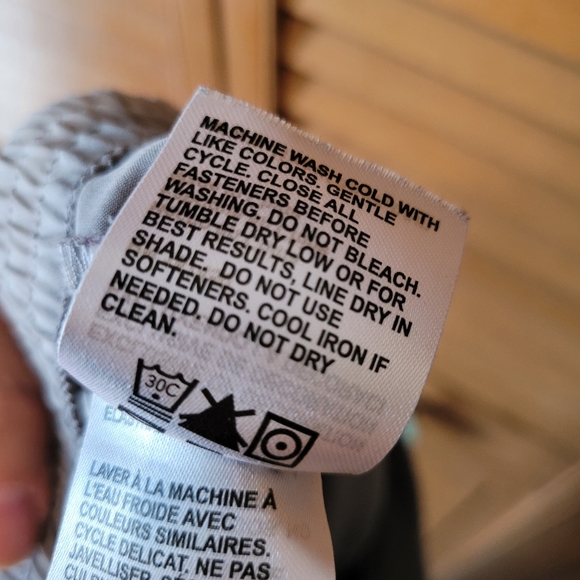 MACHINE WASH COLD WITH
LIKE COLORS. GENTLE
CYCLE. CLOSE ALL
FASTENERS BEFORE
WASHING. DO NOT BLEACH.
TUMBLE DRY LOW OR FOR
BEST RESULTS, LINE DRY IN
SHADE. DO NOT USE
SOFTENERS. COOL IRON IF
NEEDED. DO NOT DRY
CLEAN.
30C
LAVER À LA MACHINE À
L'EAU FROIDE AVEC
COULEURS SIMILAIRES.
CYCLE DELICAT. NE PAS
JAVELLISER.